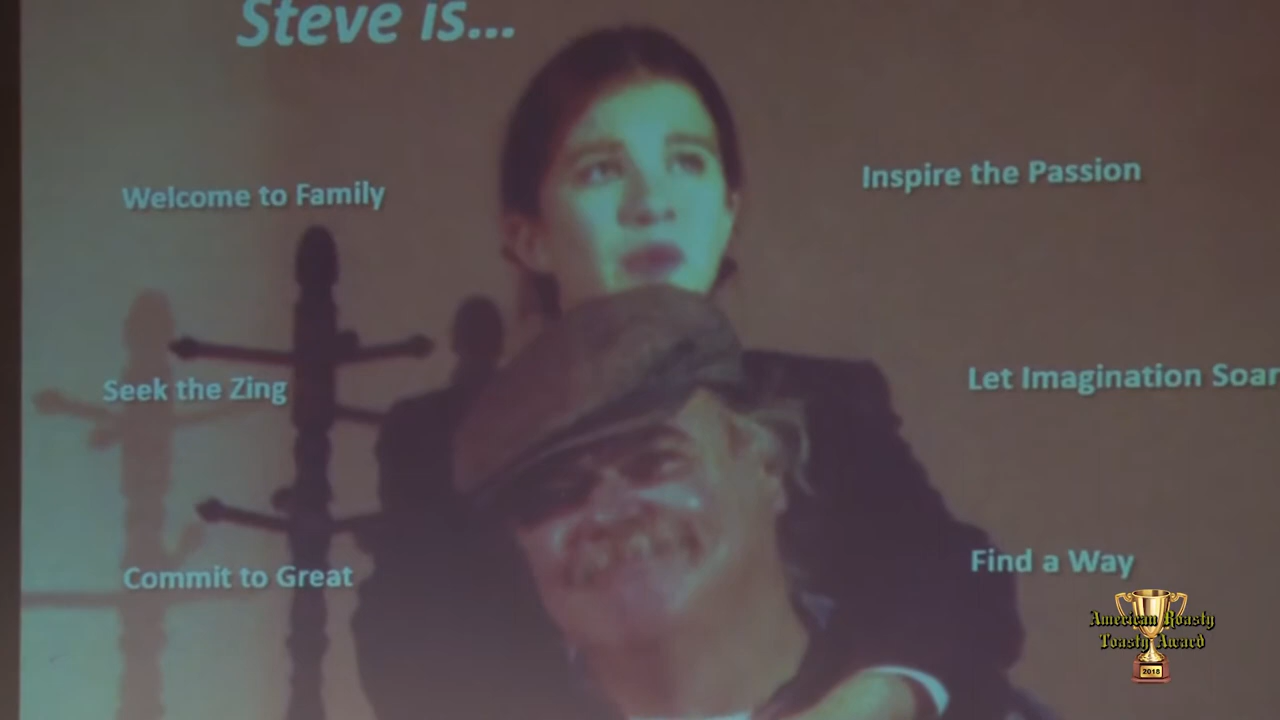 Steve is...
Welcome to Family
Inspire the Passion
Seek the Zing
Let Imagination Soar
Commit to Great
Find a Way
American Roasty
Toasty Award
2018